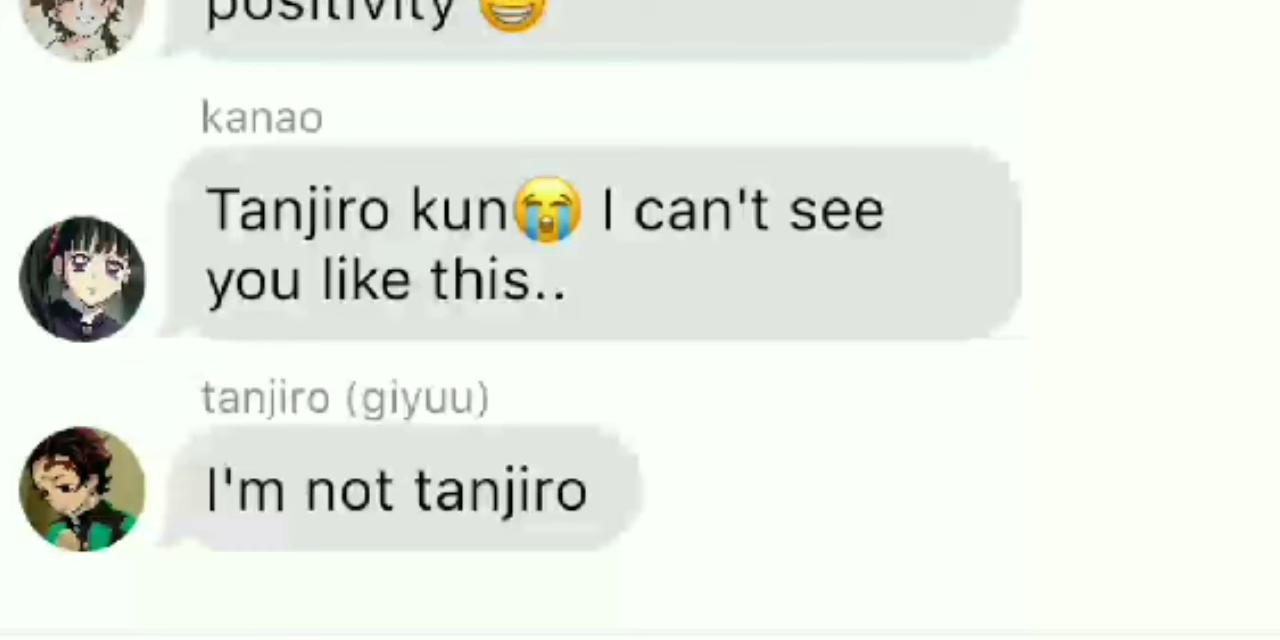 positivity 😁
kanao
Tanjiro kun😭 I can't see
you like this..
tanjiro (giyuu)
I'm not tanjiro